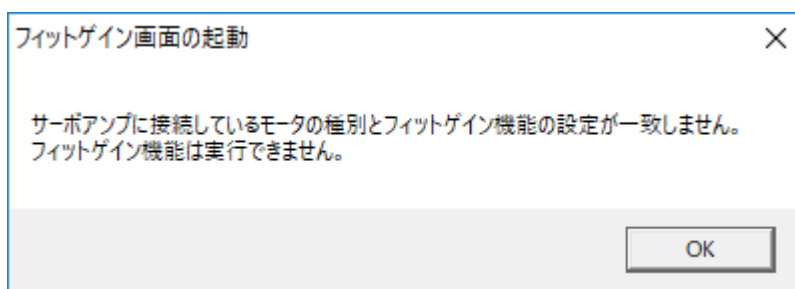 フィットゲイン画面の起動
サーボアンプに接続しているモータの種別とフィットゲイン機能の設定が一致しません。
フィットゲイン機能は実行できません。
OK